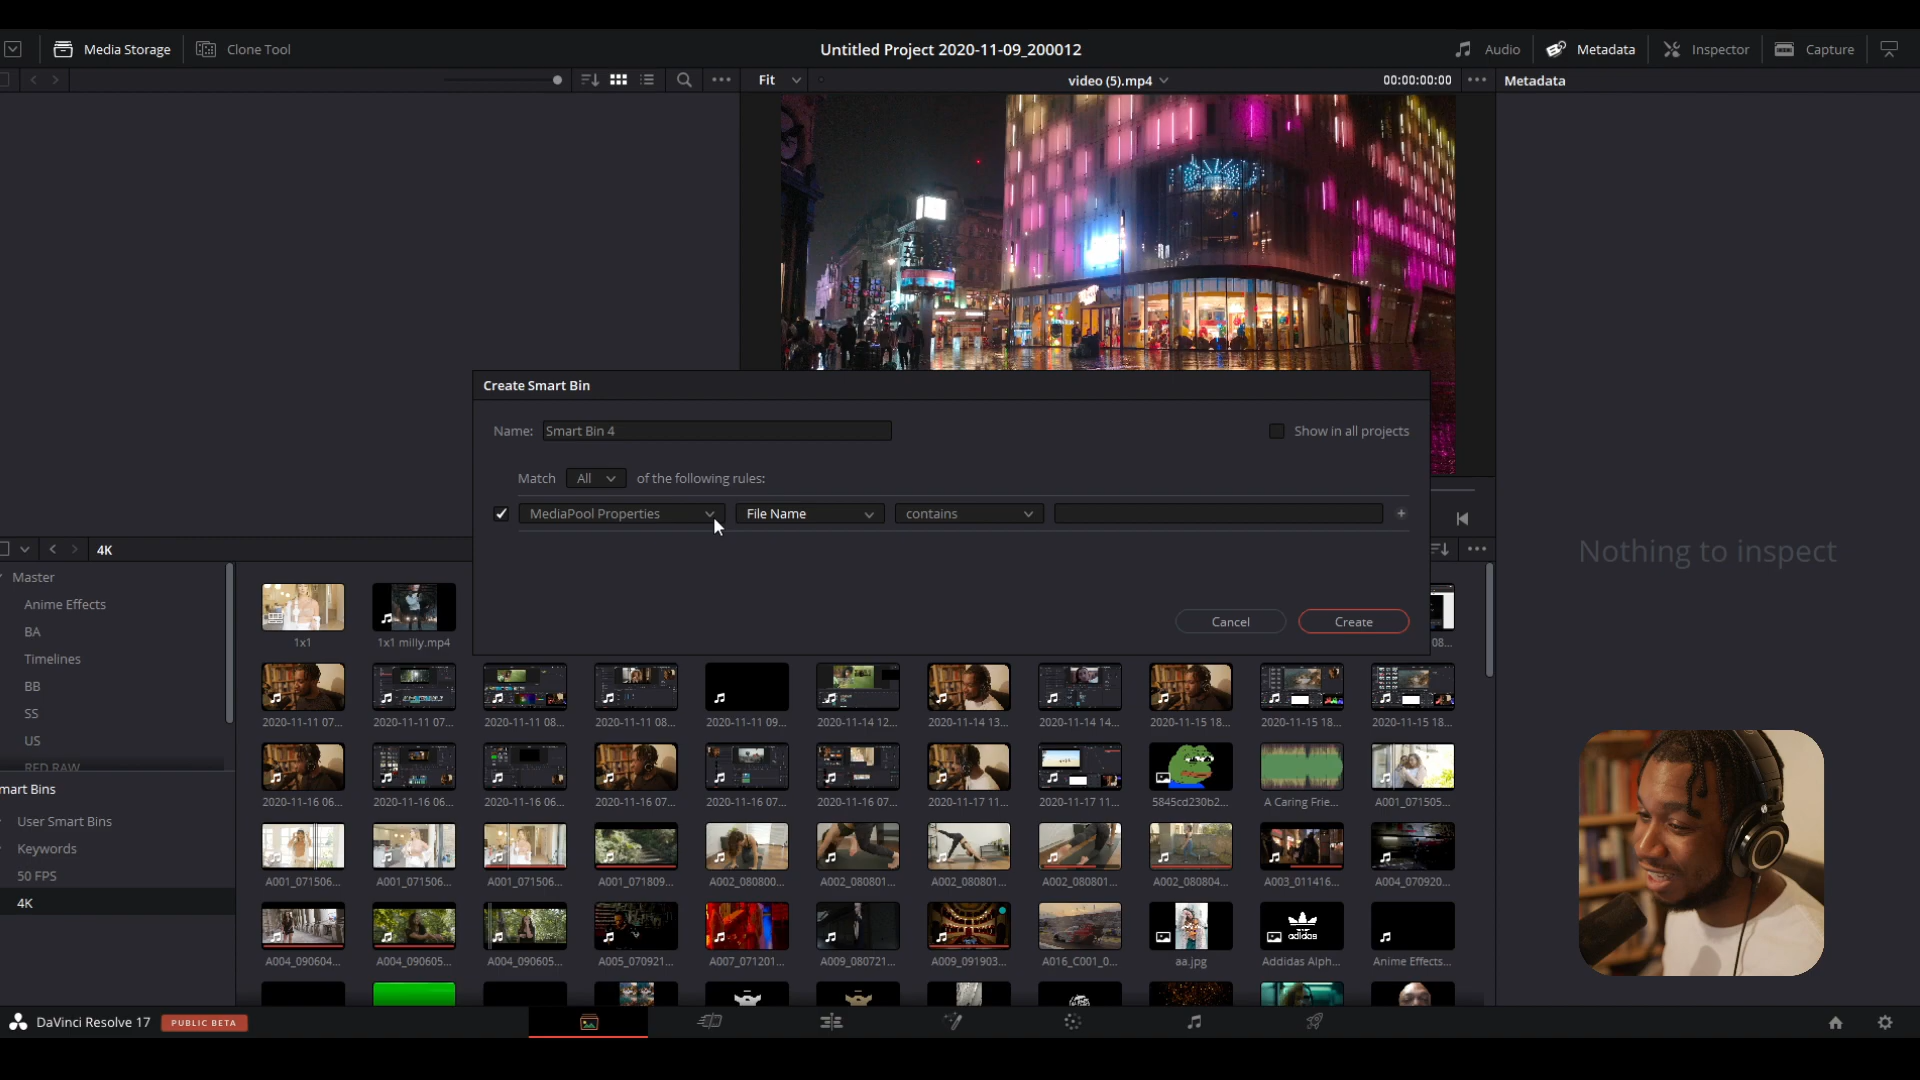 Media Storage
Clone Tool
Untitled Project 2020-11-09_200012
Audio
Metadata
Inspector
Capture
Fit
video (5).mp4
00:00:00:00
Metadata
Create Smart Bin
Name:
Smart Bin 4
Show in all projects
Match
All
of the following rules:
MediaPool Properties
File Name
contains
Cancel
Create
Nothing to inspect
4K
Master
Anime Effects
BA
Timelines
BB
SS
US
RED RAW
mart Bins
User Smart Bins
Keywords
50 FPS
4K
1x1
1x1 milly.mp4
08...
2020-11-11 07...
2020-11-11 07...
2020-11-11 08...
2020-11-11 08...
2020-11-11 09...
2020-11-14 12...
2020-11-14 13...
2020-11-14 14...
2020-11-15 18...
2020-11-15 18...
2020-11-15 18...
2020-11-16 06...
2020-11-16 06...
2020-11-16 06...
2020-11-16 07...
2020-11-16 07...
2020-11-16 07...
2020-11-17 11...
2020-11-17 11...
5845cd230b2...
A Caring Frie...
A001_071505...
A001_071506...
A001_071506...
A001_071506...
A001_071809...
A002_080800...
A002_080801...
A002_080801...
A002_080801...
A002_080804...
A003_011416...
A004_070920...
adidas
A004_090604...
A004_090605...
A004_090605...
A005_070921...
A007_071201...
A009_080721...
A009_091903...
A016_C001_0...
aa.jpg
Addidas Alph...
Anime Effects...
DaVinci Resolve 17
PUBLIC BETA